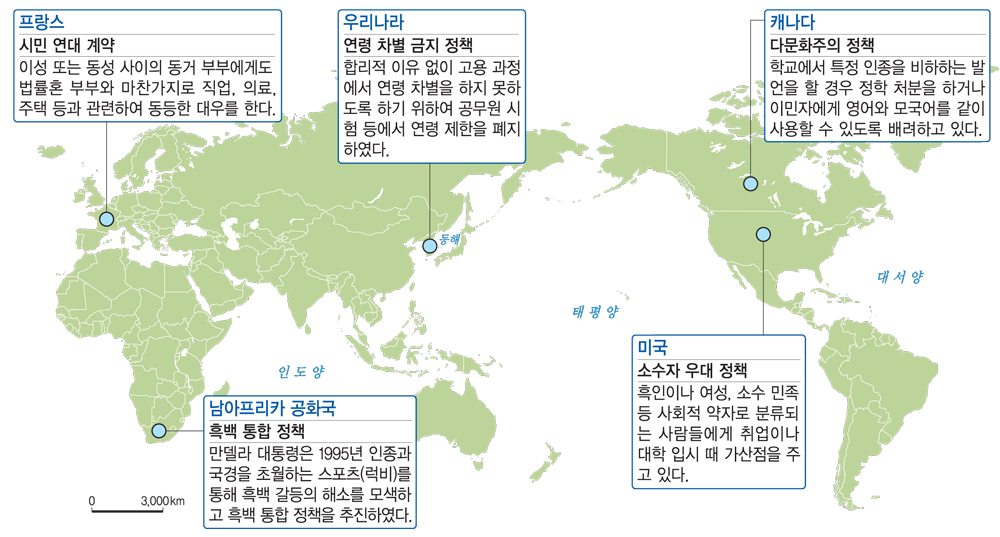 프랑스
시민 연대 계약
이성 또는 동성 사이의 동거 부부에게도
법률혼 부부와 마찬가지로 직업, 의료,
주택 등과 관련하여 동등한 대우를 한다.
우리나라
연령 차별 금지 정책
합리적 이유 없이 고용 과정
에서 연령 차별을 하지 못하
도록 하기 위하여 공무원 시
험 등에서 연령 제한을 폐지
하였다.
캐나다
다문화주의 정책
학교에서 특정 인종을 비하하는 발
언을 할 경우 정학 처분을 하거나
이민자에게 영어와 모국어를 같이
사용할 수 있도록 배려하고 있다.
동해
대서양
태평양
인도양
미국
소수자 우대 정책
흑인이나 여성, 소수 민족
등 사회적 약자로 분류되
는 사람들에게 취업이나
대학 입시 때 가산점을 주
고 있다.
남아프리카 공화국
흑백 통합 정책
만델라 대통령은 1995년 인종과
국경을 초월하는 스포츠(럭비)를
통해 흑백 갈등의 해소를 모색하
고 흑백 통합 정책을 추진하였다.
0 3,000km